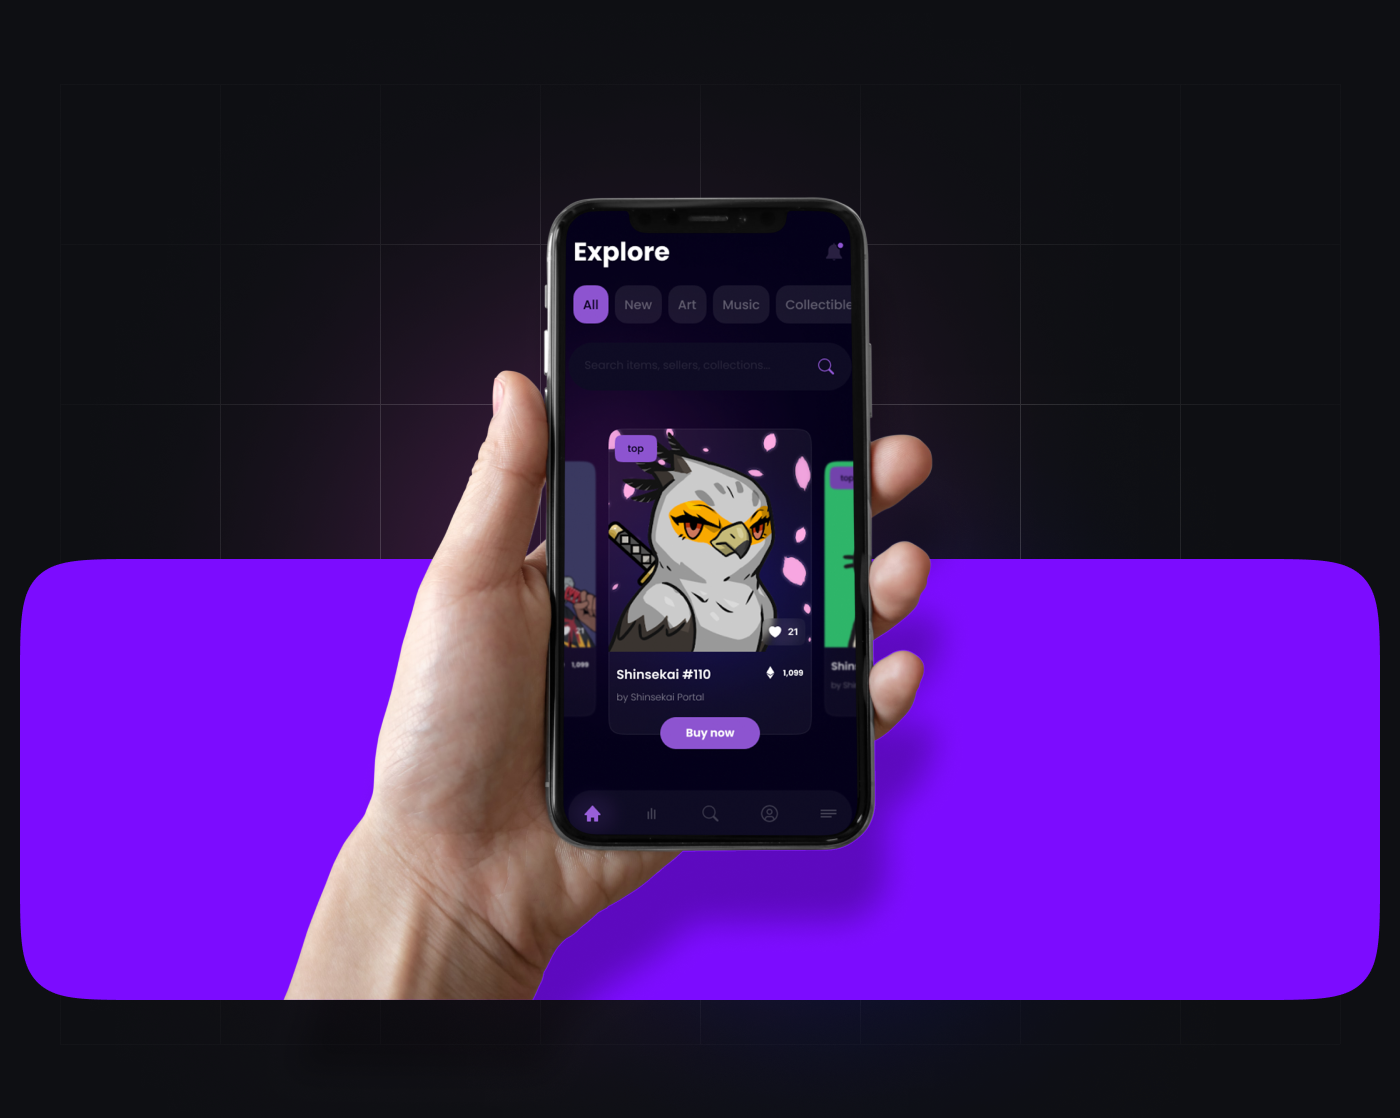 Explore
All New Art Music Collectible
Search items, sellers, collections...
top
top
21
21
Shinsekai #110 1,099
1,099
Shin
by Shinsekai Portal
by Shi
Buy now